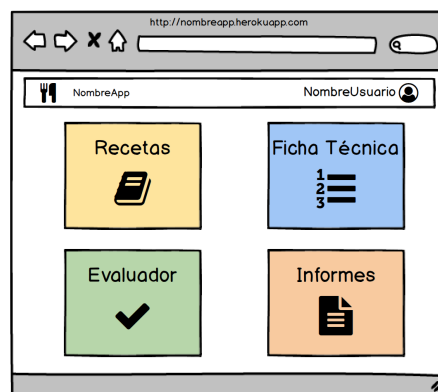 http://nombreapp.herokuapp.com
NombreApp
NombreUsuario
Recetas
Ficha Técnica
1
2
3
Evaluador
Informes